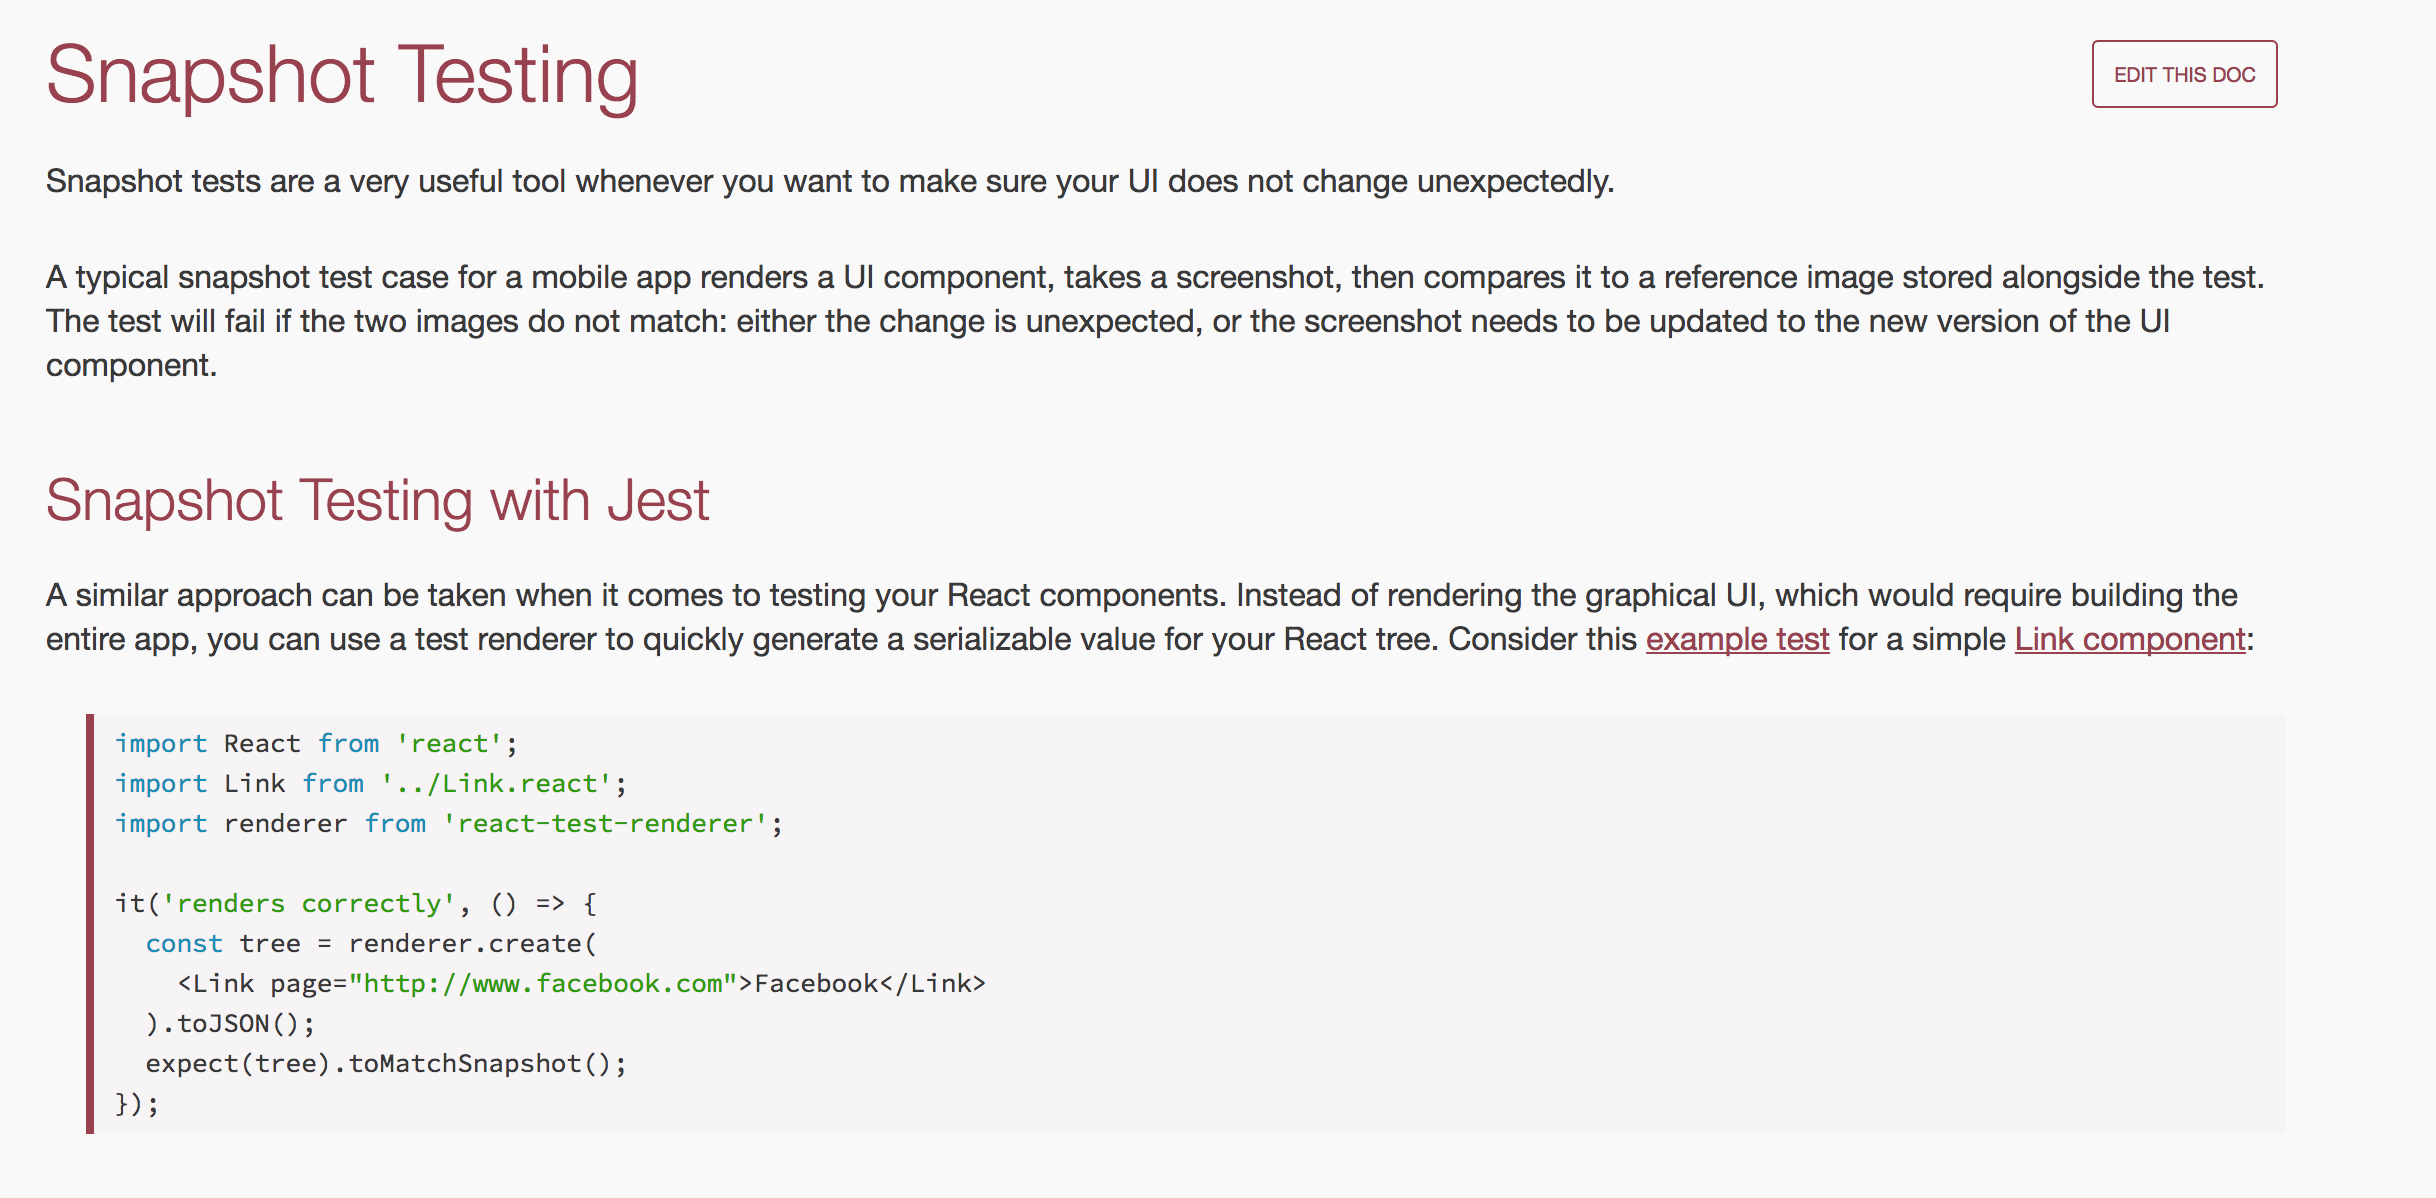 Snapshot Testing
EDIT THIS DOC
Snapshot tests are a very useful tool whenever you want to make sure your UI does not change unexpectedly.
A typical snapshot test case for a mobile app renders a UI component, takes a screenshot, then compares it to a reference image stored alongside the test.
The test will fail if the two images do not match: either the change is unexpected, or the screenshot needs to be updated to the new version of the UI
component.
Snapshot Testing with Jest
A similar approach can be taken when it comes to testing your React components. Instead of rendering the graphical UI, which would require building the
entire app, you can use a test renderer to quickly generate a serializable value for your React tree. Consider this example test for a simple Link component:
import React from 'react';
import Link from '../Link.react';
import renderer from 'react-test-renderer';
it('renders correctly', () => {
  const tree = renderer.create(
    <Link page="http://www.facebook.com">Facebook</Link>
  ).toJSON();
  expect(tree).toMatchSnapshot();
});